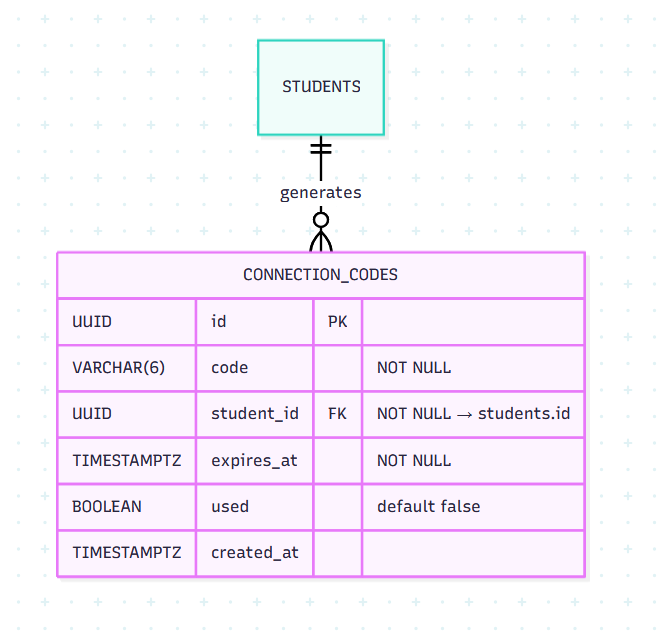 STUDENTS
generates
CONNECTION_CODES
UUID id PK
VARCHAR(6) code NOT NULL
UUID student_id FK NOT NULL → students.id
TIMESTAMPTZ expires_at NOT NULL
BOOLEAN used default false
TIMESTAMPTZ created_at